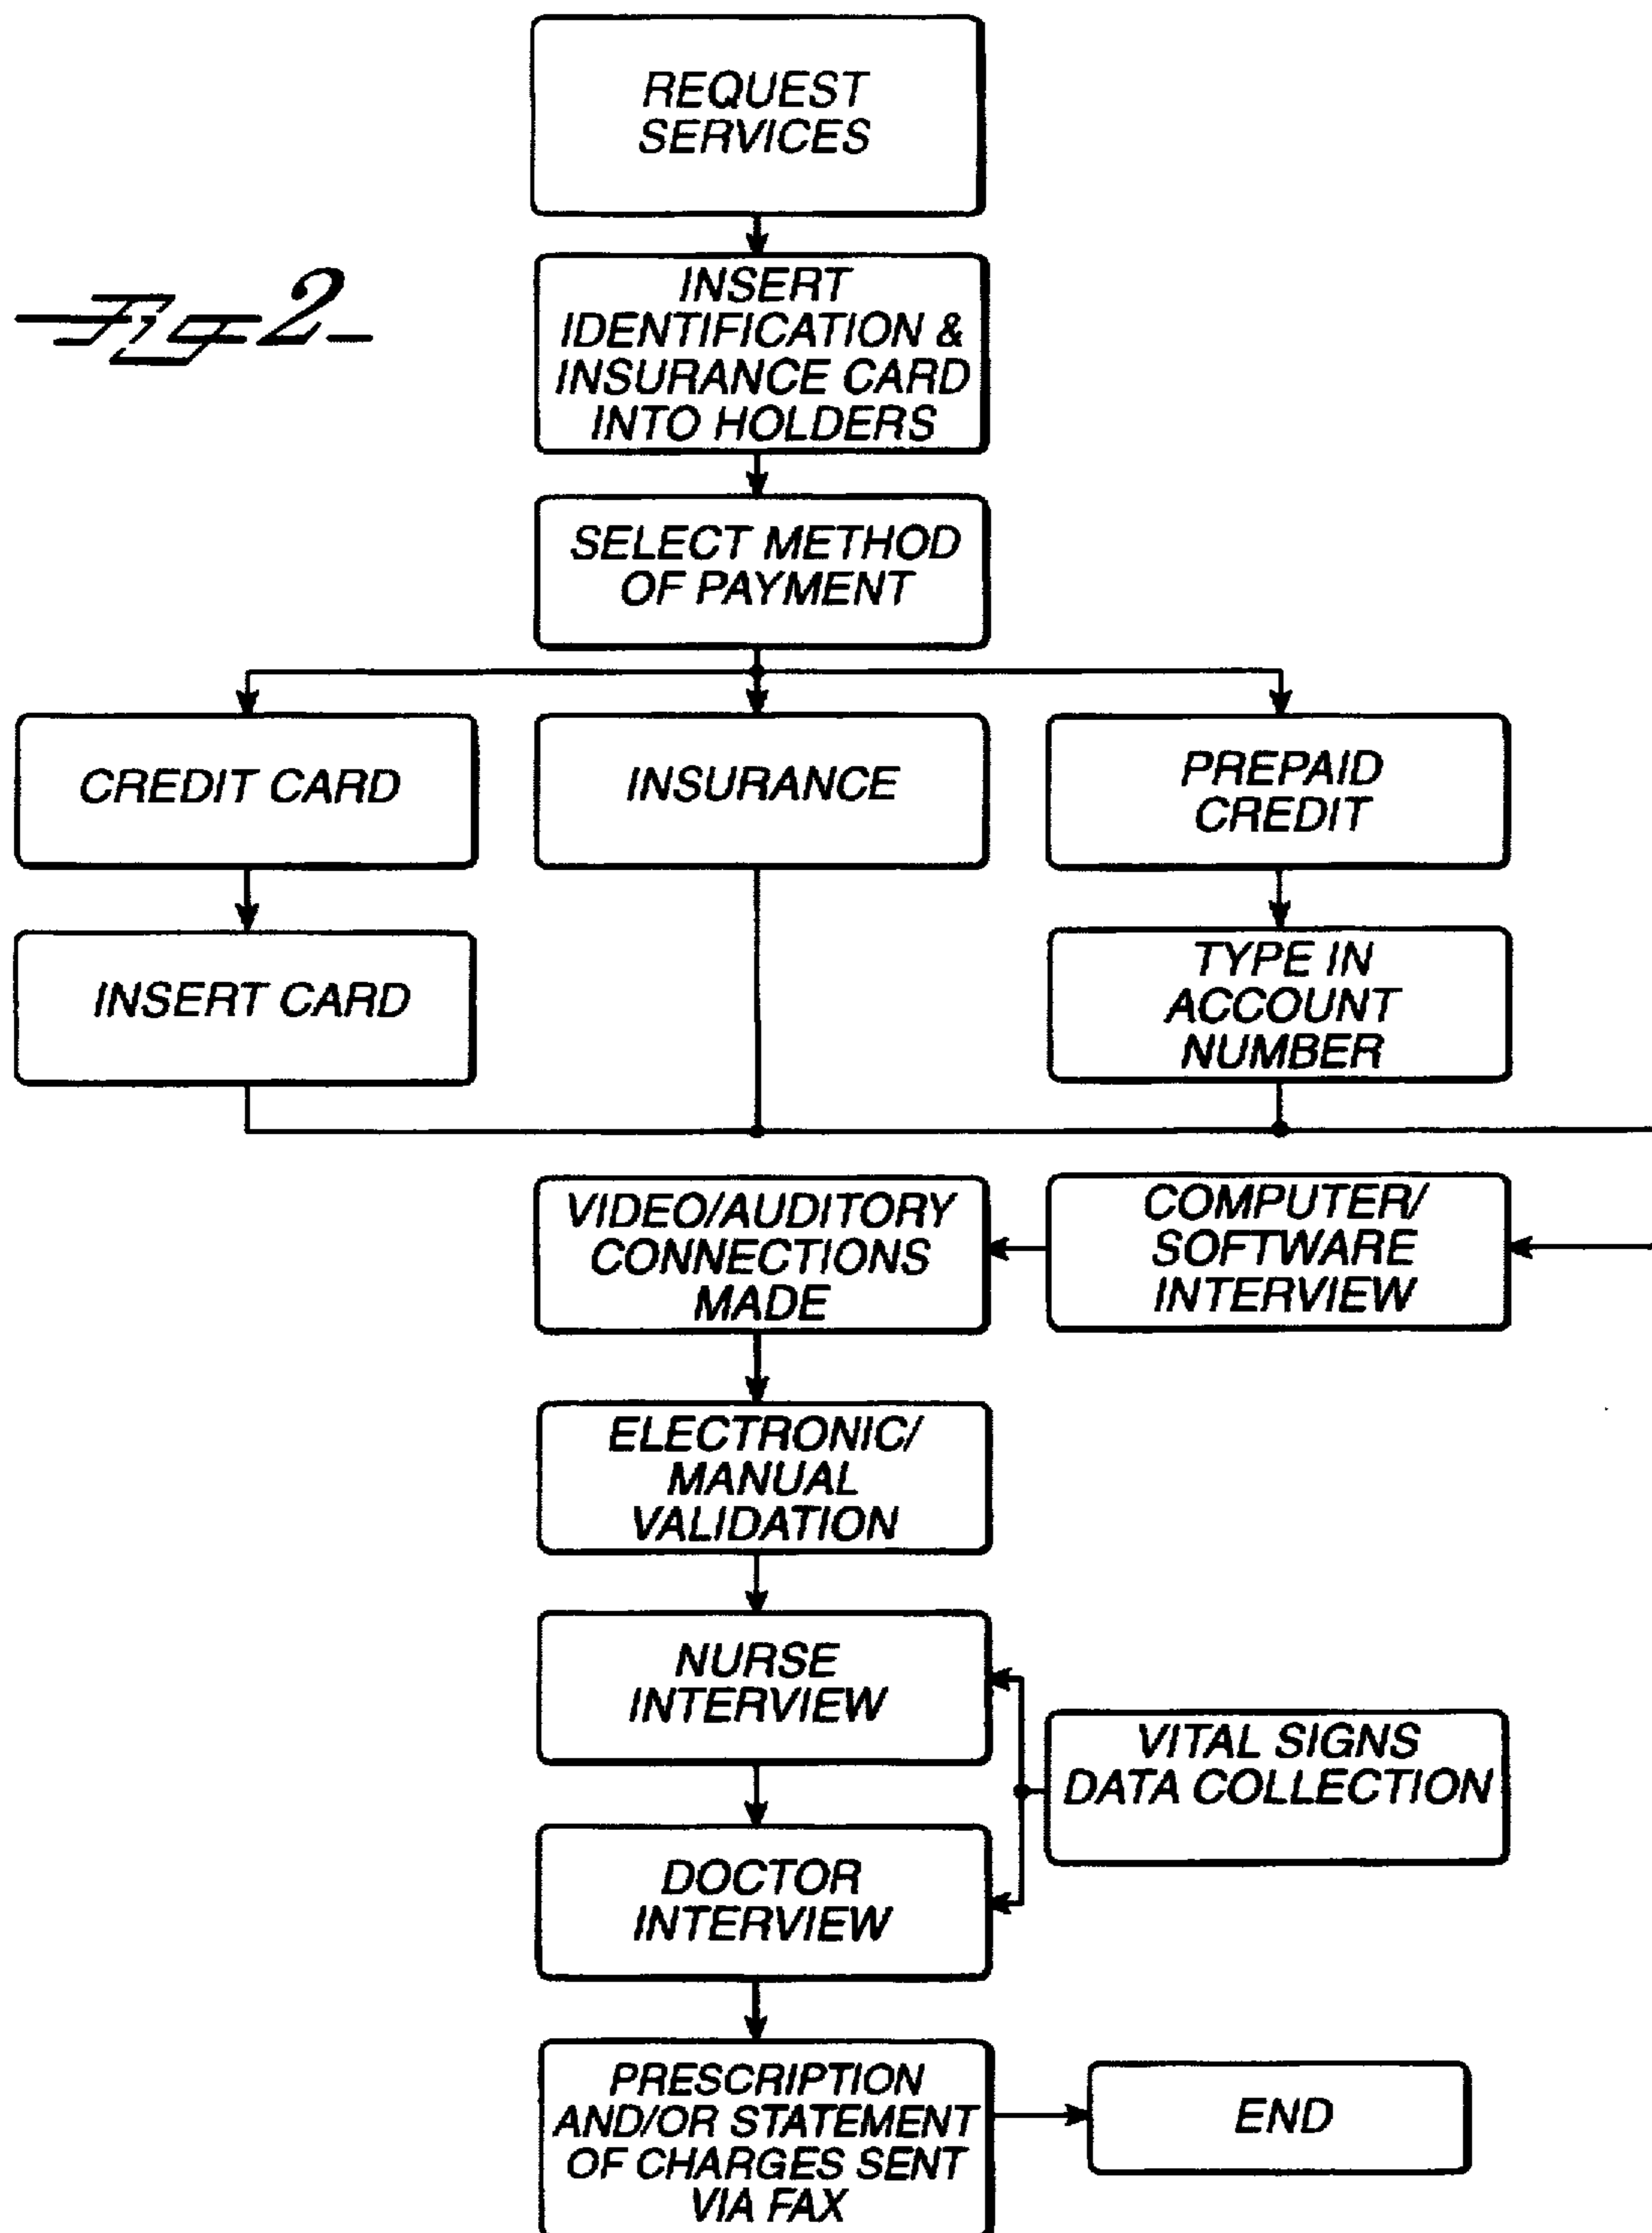 REQUEST
SERVICES
Fig 2
INSERT
IDENTIFICATION &
INSURANCE CARD
INTO HOLDERS
SELECT METHOD
OF PAYMENT
CREDIT CARD
INSURANCE
PREPAID
CREDIT
INSERT CARD
TYPE IN
ACCOUNT
NUMBER
VIDEO/AUDITORY
CONNECTIONS
MADE
COMPUTER/
SOFTWARE
INTERVIEW
ELECTRONIC/
MANUAL
VALIDATION
NURSE
INTERVIEW
VITAL SIGNS
DATA COLLECTION
DOCTOR
INTERVIEW
PRESCRIPTION
AND/OR STATEMENT
OF CHARGES SENT
VIA FAX
END